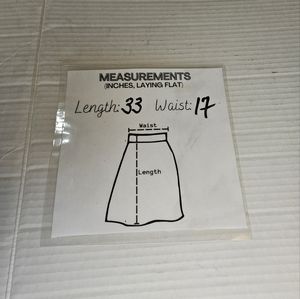 MEASUREMENTS
(INCHES, LAYING FLAT)
Length: 33 Waist: 17
Waist
Length